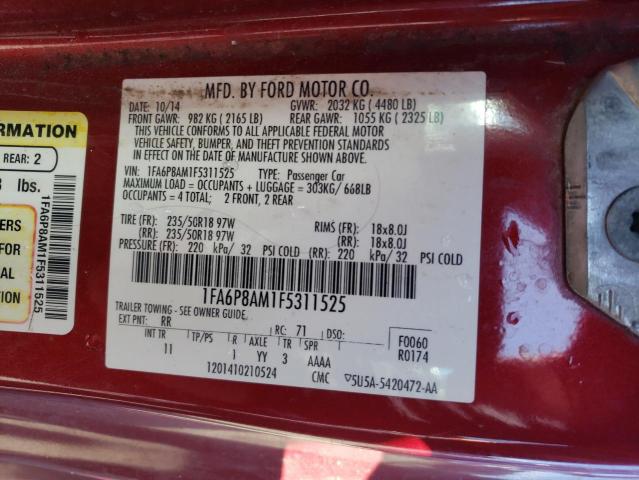 MFD. BY FORD MOTOR CO.
10/14 GVWR: 2032 KG ( 4480 LB)
FRONT GAWR: 982 KG ( 2165 LB) REAR GAWR: 1055 KG ( 2325 LB)
THIS VEHICLE CONFORMS TO ALL APPLICABLE FEDERAL MOTOR
VEHICLE SAFETY, BUMPER, AND THEFT PREVENTION STANDARDS
IN EFFECT ON THE DATE OF MANUFACTURE SHOWN ABOVE.
VIN: 1FA6P8AM1F5311525 TYPE: Passenger Car
MAXIMUM LOAD = OCCUPANTS + LUGGAGE = 303KG/ 668LB
OCCUPANTS = 4 TOTAL; 2 FRONT, 2 REAR
TIRE (FR): 235/50R18 97W RIMS (FR): 18x8.0J
(RR): 235/50R18 97W (RR): 18x8.0J
PRESSURE (FR): 220 kPa/ 32 PSI COLD (RR): 220 kPa/ 32 PSI COLD
1FA6P8AM1F5311525
TRAILER TOWING - SEE OWNER GUIDE.
EXT PNT: RR RC: 71 DSO: F0060
INT TR TP/PS R AXLE TR SPR R0174
11 1 YY 3 AAAA
1201410210524 CMC ▽5U5A-5420472-AA
ORMATION
REAR: 2
lbs.
ERS
TO
AL
1FA6P8AM1F5311525